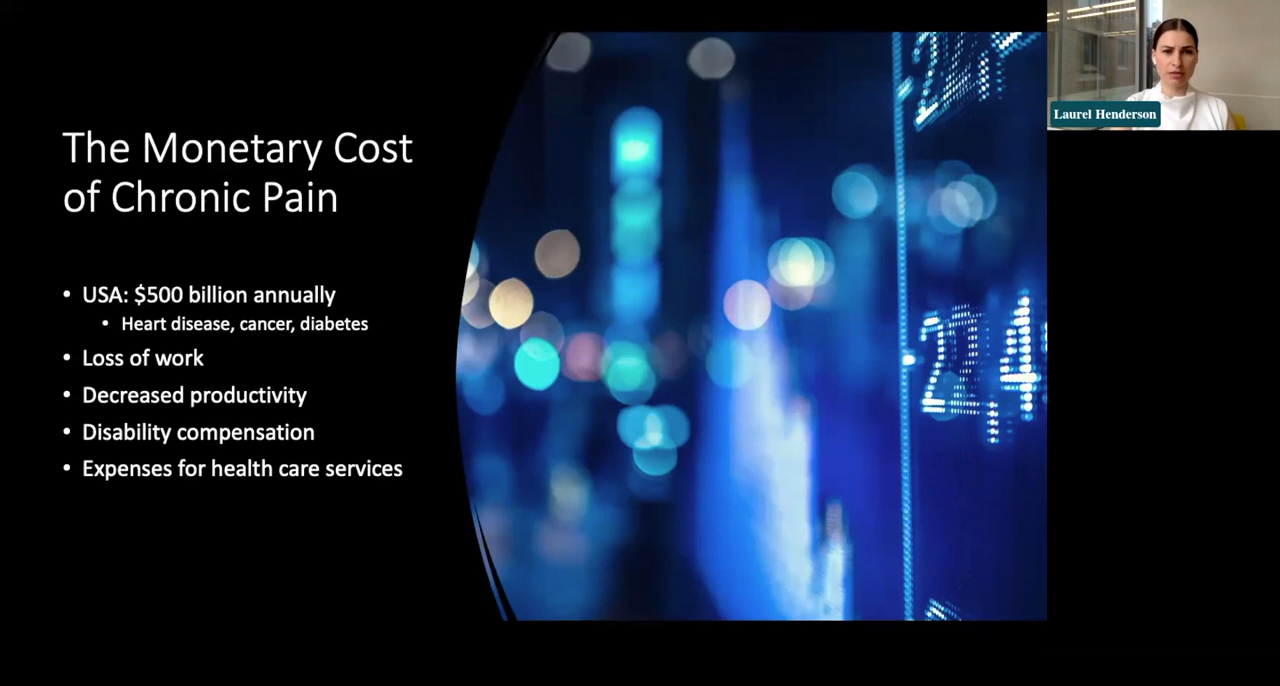 The Monetary Cost
of Chronic Pain
• USA: $500 billion annually
• Heart disease, cancer, diabetes
• Loss of work
• Decreased productivity
• Disability compensation
• Expenses for health care services
Laurel Henderson